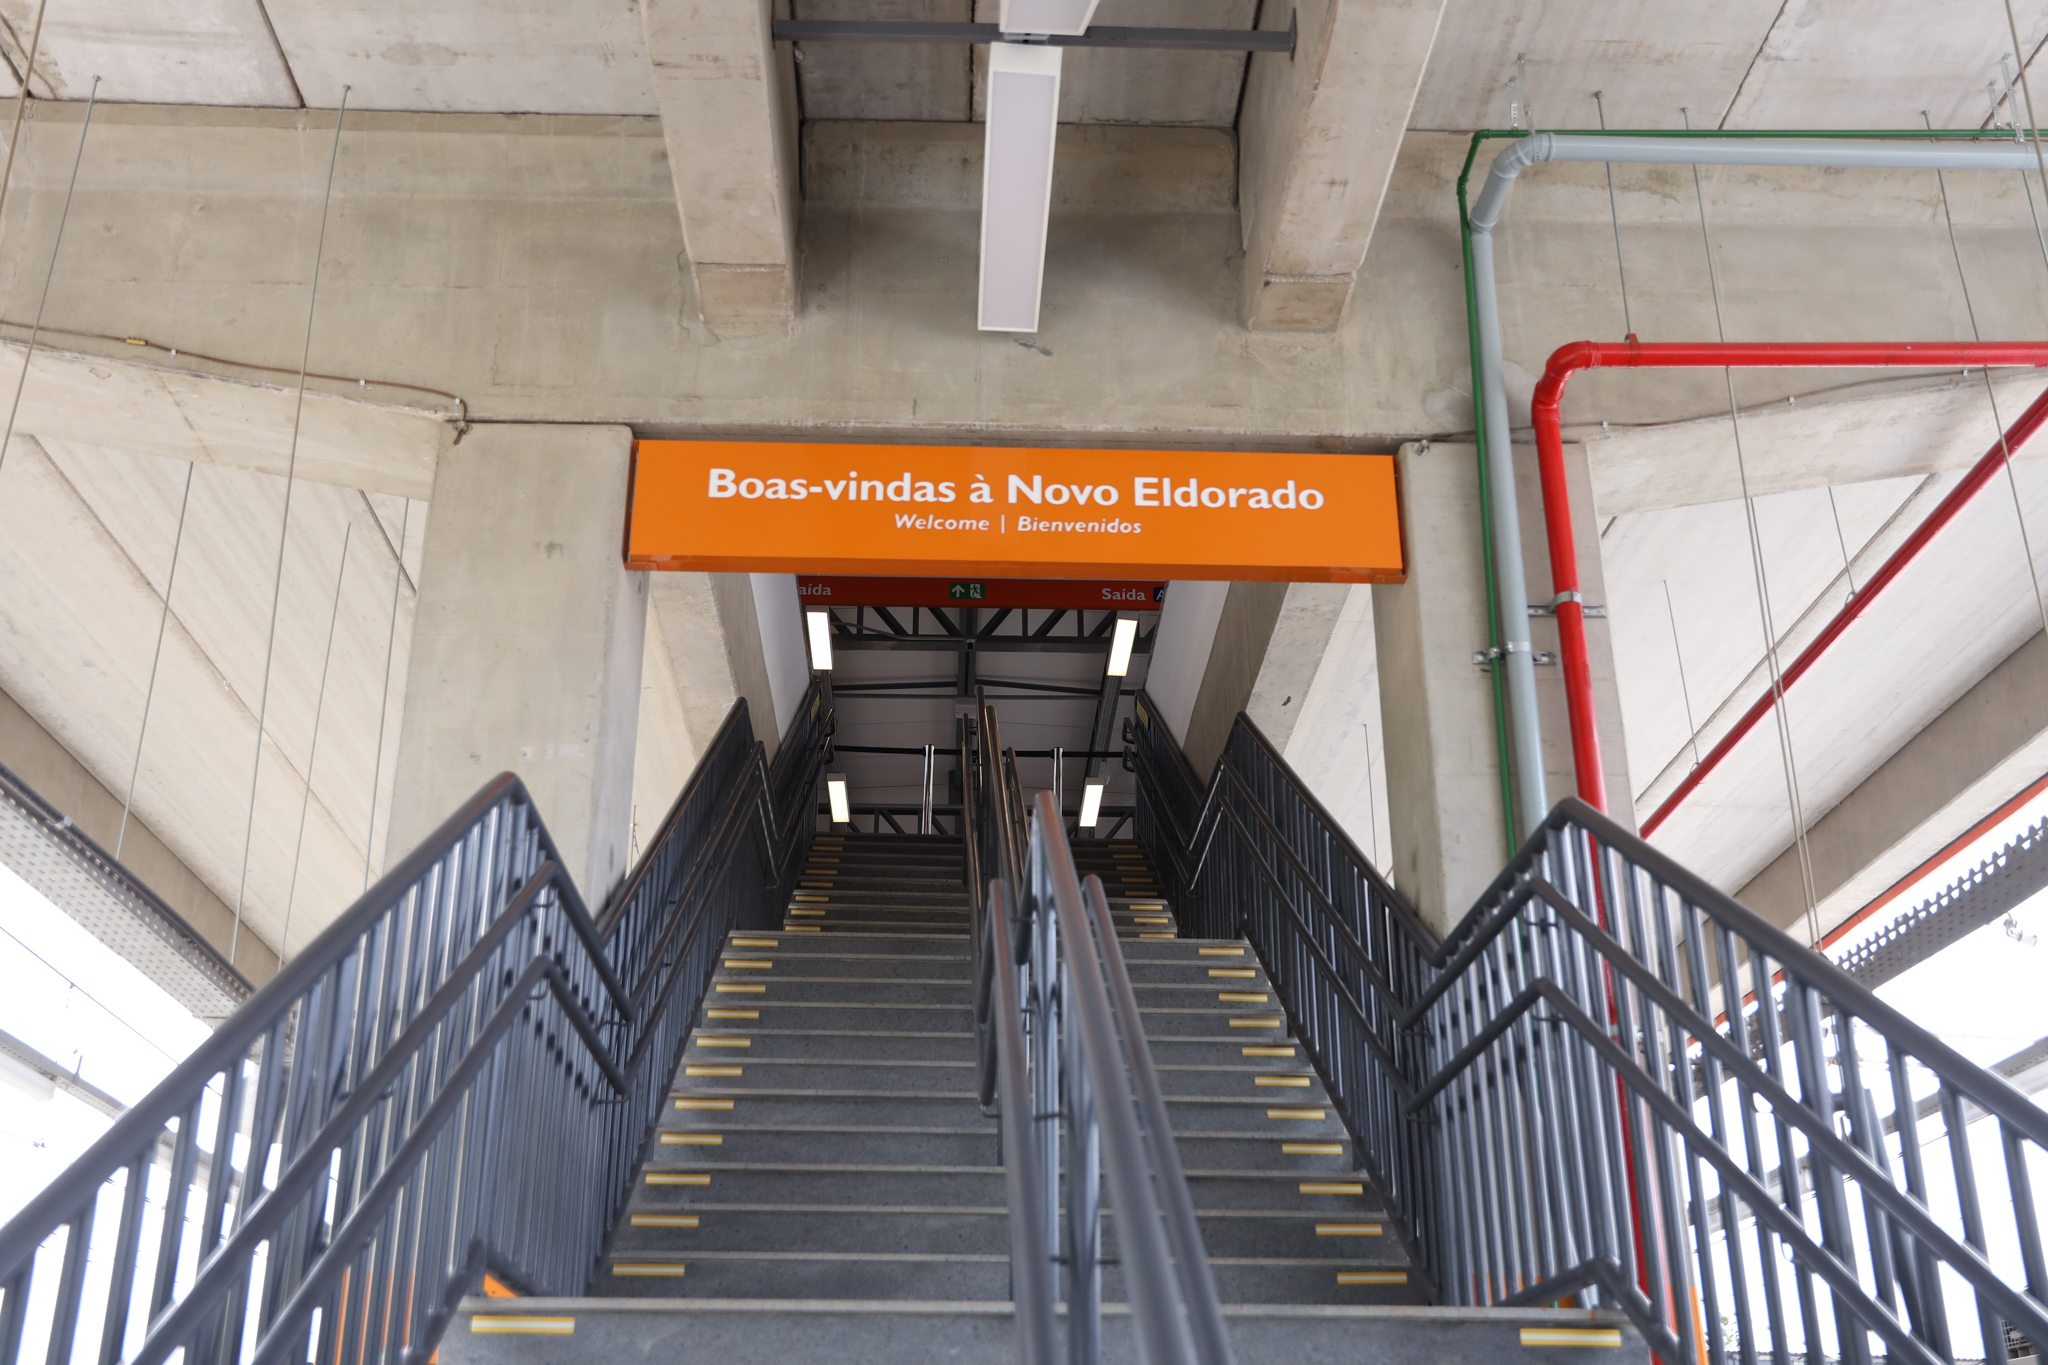 Boas-vindas à Novo Eldorado
Welcome | Bienvenidos
Saída